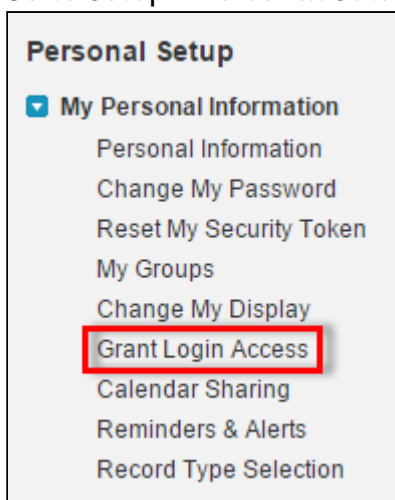 Personal Setup
My Personal Information
Personal Information
Change My Password
Reset My Security Token
My Groups
Change My Display
Grant Login Access
Calendar Sharing
Reminders & Alerts
Record Type Selection